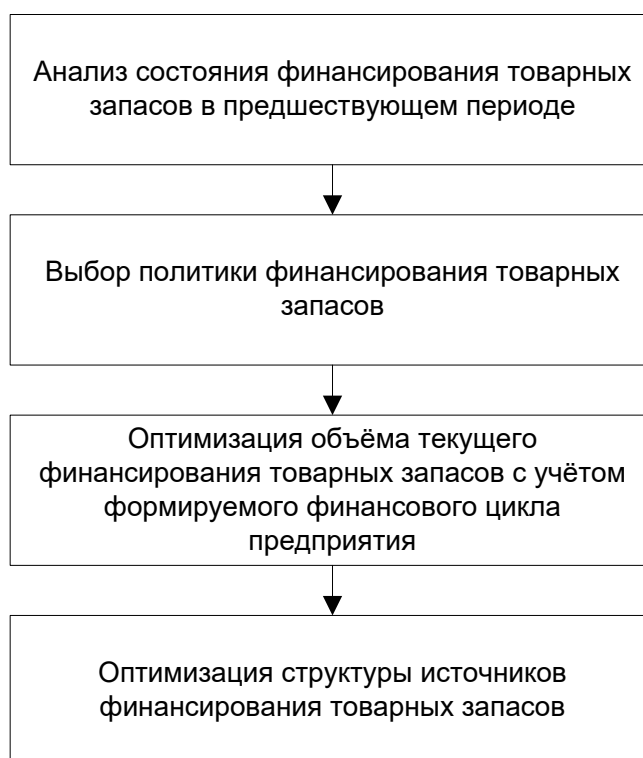 Анализ состояния финансирования товарных
запасов в предшествующем периоде
Выбор политики финансирования товарных
запасов
Оптимизация объёма текущего
финансирования товарных запасов с учётом
формируемого финансового цикла
предприятия
Оптимизация структуры источников
финансирования товарных запасов